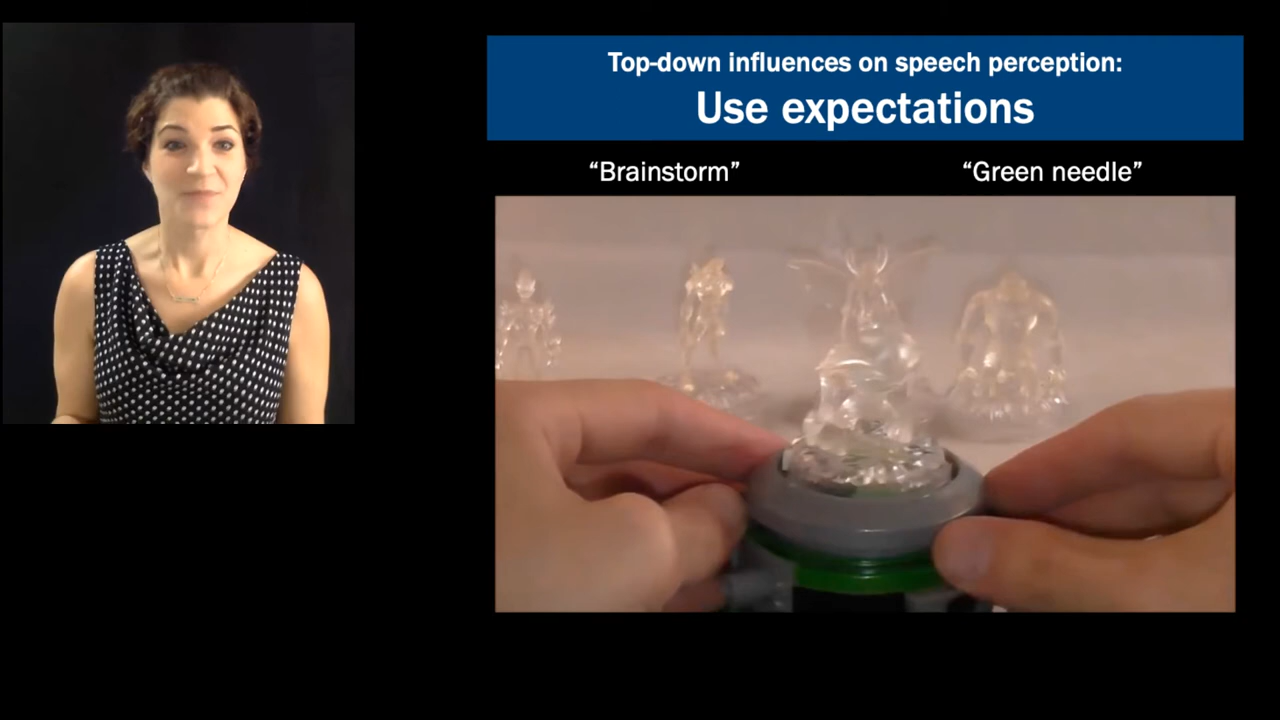 Top-down influences on speech perception:
Use expectations
“Brainstorm” “Green needle”